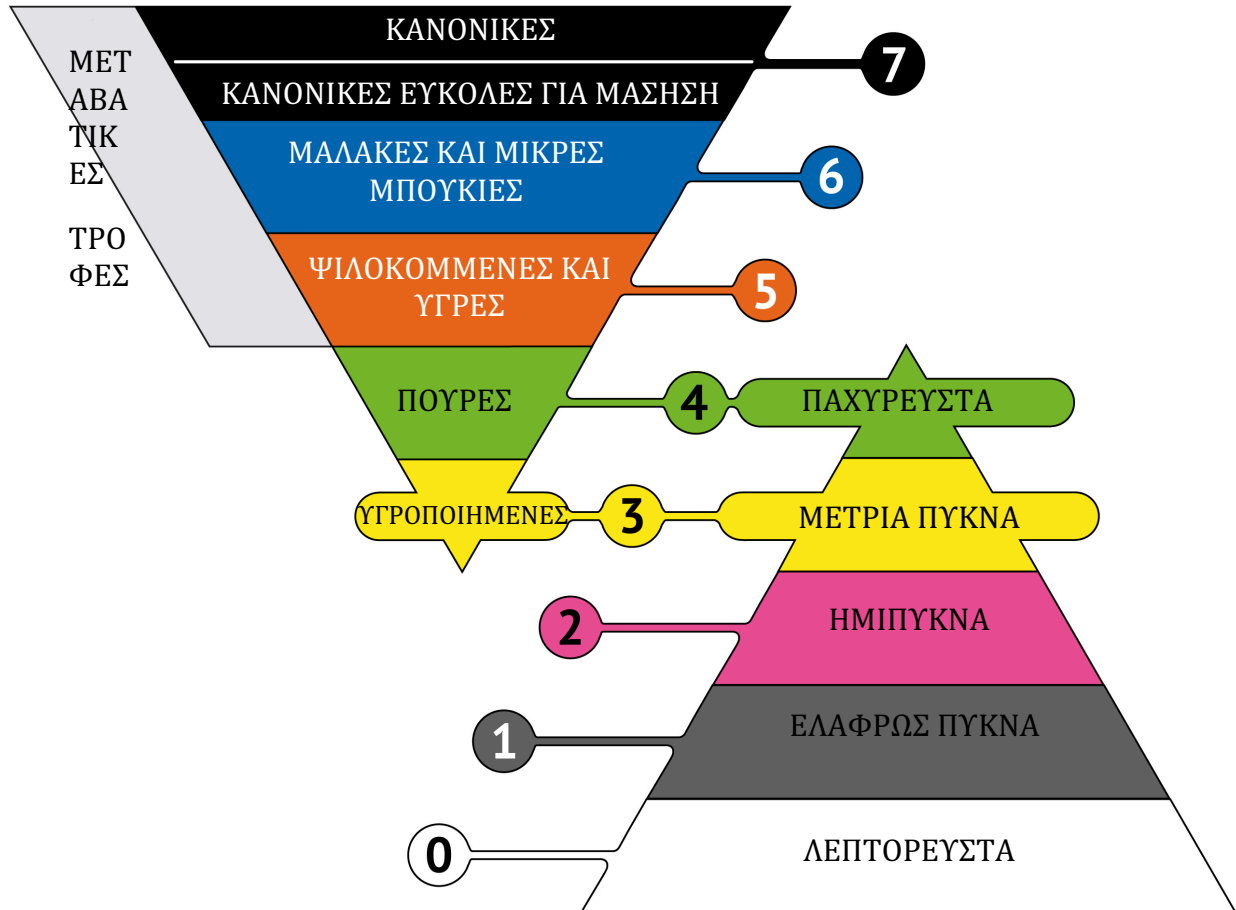 ΚΑΝΟΝΙΚΕΣ
ΚΑΝΟΝΙΚΕΣ ΕΥΚΟΛΕΣ ΓΙΑ ΜΑΣΗΣΗ
7
ΜΕΤ
ΑΒΑ
ΤΙΚ
ΕΣ
ΤΡΟ
ΦΕΣ
ΜΑΛΑΚΕΣ ΚΑΙ ΜΙΚΡΕΣ
ΜΠΟΥΚΙΕΣ
6
ΨΙΛΟΚΟΜΜΕΝΕΣ ΚΑΙ
ΥΓΡΕΣ
5
ΠΟΥΡΕΣ
4
ΠΑΧΥΡΕΥΣΤΑ
ΥΓΡΟΠΟΙΗΜΕΝΕΣ
3
ΜΕΤΡΙΑ ΠΥΚΝΑ
2
ΗΜΙΠΥΚΝΑ
1
ΕΛΑΦΡΩΣ ΠΥΚΝΑ
0
ΛΕΠΤΟΡΕΥΣΤΑ